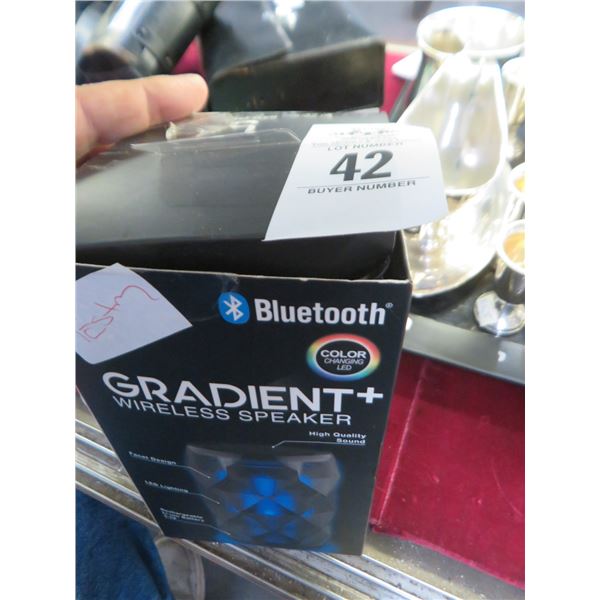 LOT NUMBER
42
BUYER NUMBER
Bluetooth®
COLOR
CHANGING
LED
GRADIENT+
WIRELESS SPEAKER
High Quality
Sound
Facet Design
LED Lighting
Rechargeable